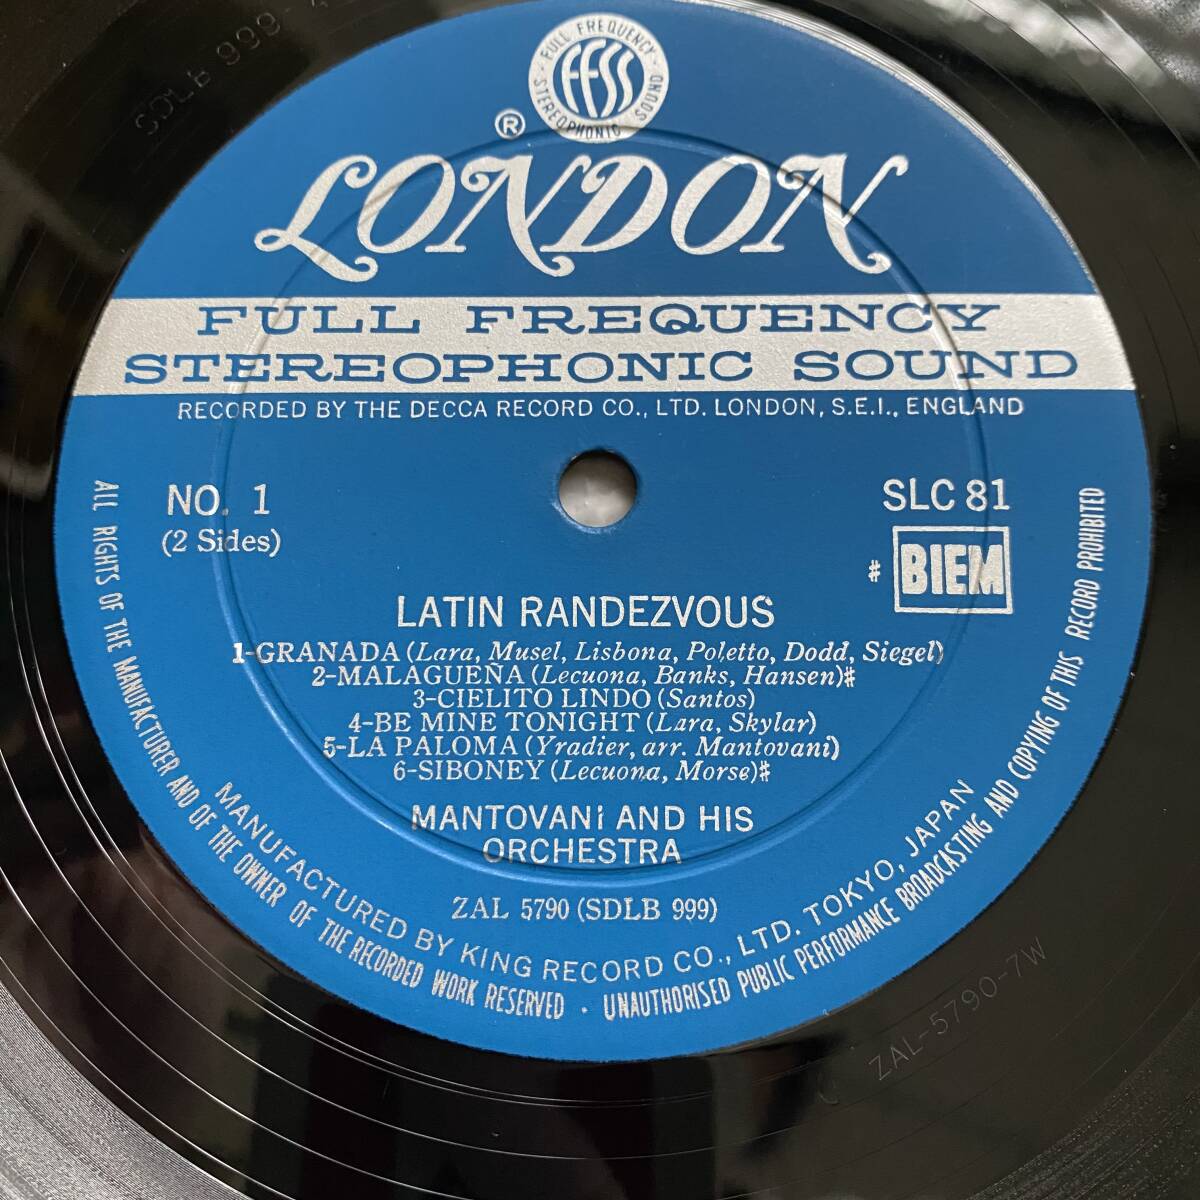 SDLB 999
FULL FREQUENCY
FFSS
STEREOPHONIC SOUND
®
LONDON
FULL FREQUENCY
STEREOPHONIC SOUND
RECORDED BY THE DECCA RECORD CO., LTD. LONDON, S.E.I., ENGLAND
NO. 1
(2 Sides)
SLC 81
# BIEM
LATIN RANDEZVOUS
1-GRANADA (Lara, Musel, Lisbona, Poletto, Dodd, Siegel)
2-MALAGUEÑA (Lecuona, Banks, Hansen)#
3-CIELITO LINDO (Santos)
4-BE MINE TONIGHT (Lara, Skylar)
5-LA PALOMA (Yradier, arr. Mantovani)
6-SIBONEY (Lecuona, Morse)#
MANTOVANi AND HIS
ORCHESTRA
ZAL 5790 (SDLB 999)
MANUFACTURED BY KING RECORD CO., LTD. TOKYO, JAPAN
ALL RIGHTS OF THE MANUFACTURER AND OF THE OWNER OF THE RECORDED WORK RESERVED · UNAUTHORISED PUBLIC PERFORMANCE BROADCASTING AND COPYING OF THIS RECORD PROHIBITED
ZAL-5790-7W